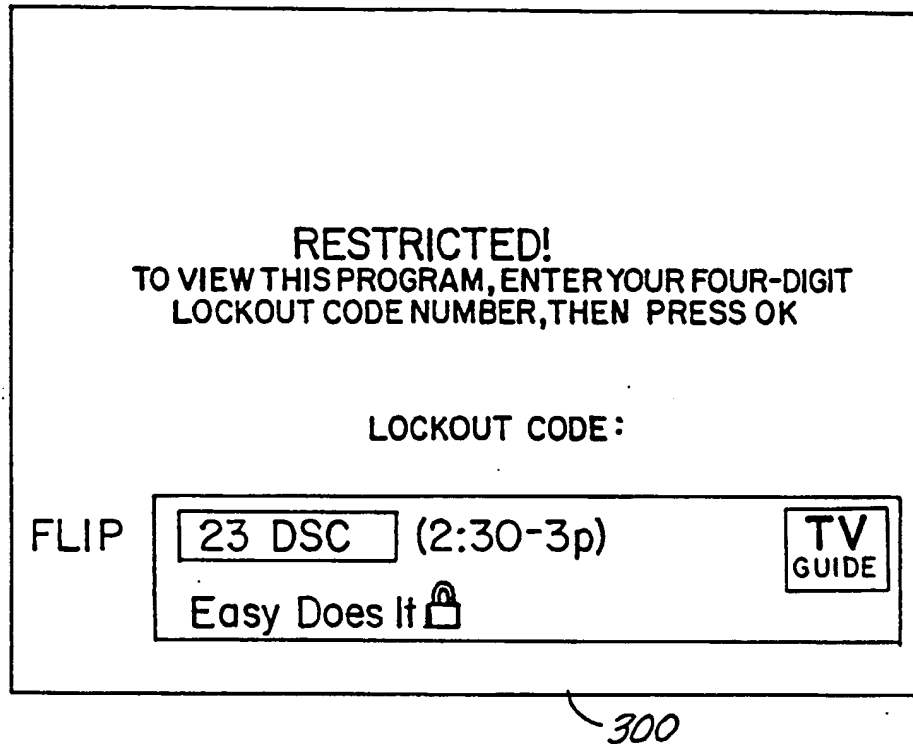 RESTRICTED!
TO VIEW THIS PROGRAM, ENTER YOUR FOUR-DIGIT
LOCKOUT CODE NUMBER, THEN PRESS OK
LOCKOUT CODE:
FLIP 23 DSC (2:30-3p) TV
GUIDE
Easy Does It
300